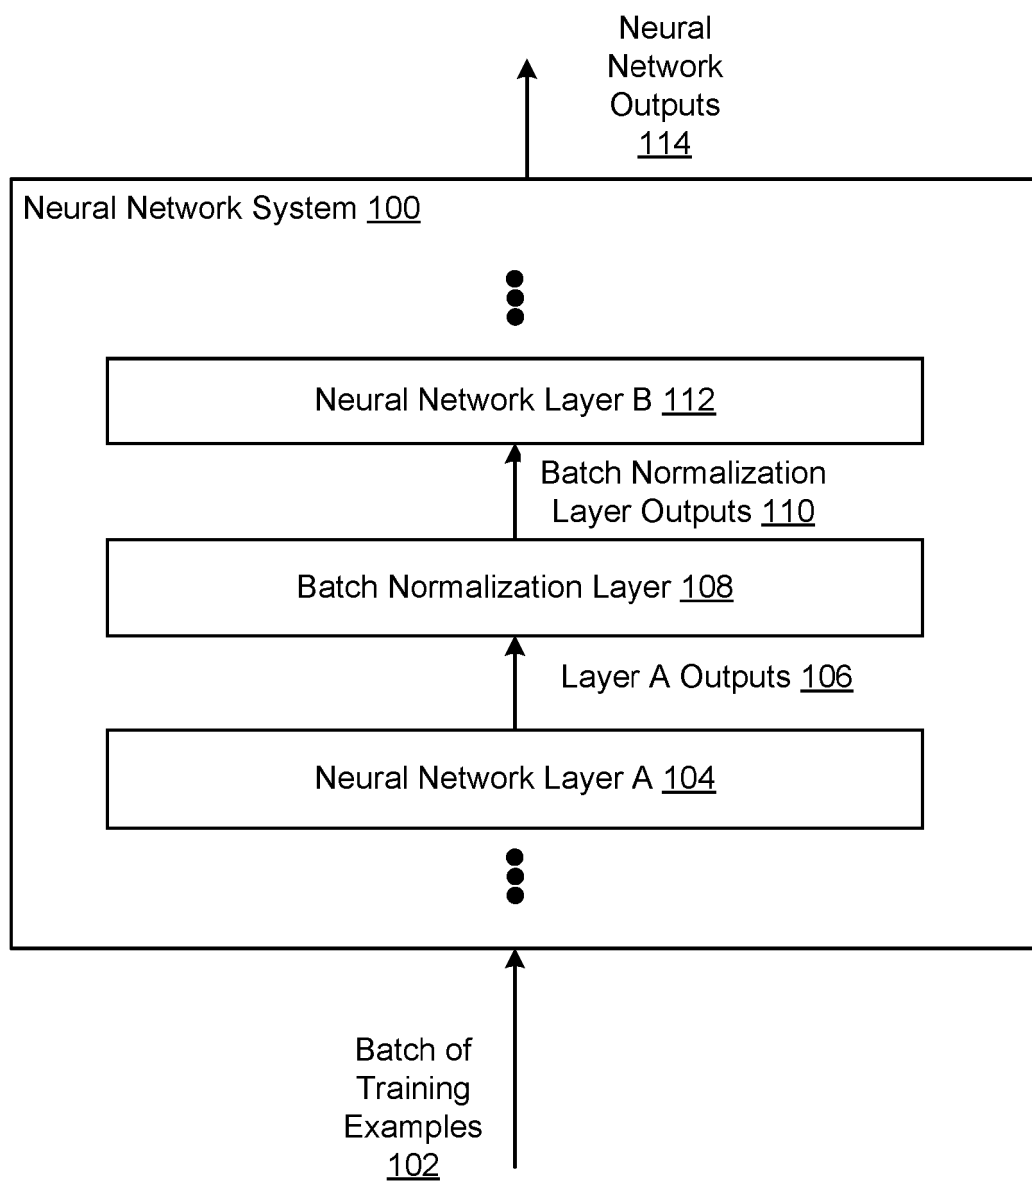 Neural
Network
Outputs
114
Neural Network System 100
Neural Network Layer B 112
Batch Normalization
Layer Outputs 110
Batch Normalization Layer 108
Layer A Outputs 106
Neural Network Layer A 104
Batch of
Training
Examples
102